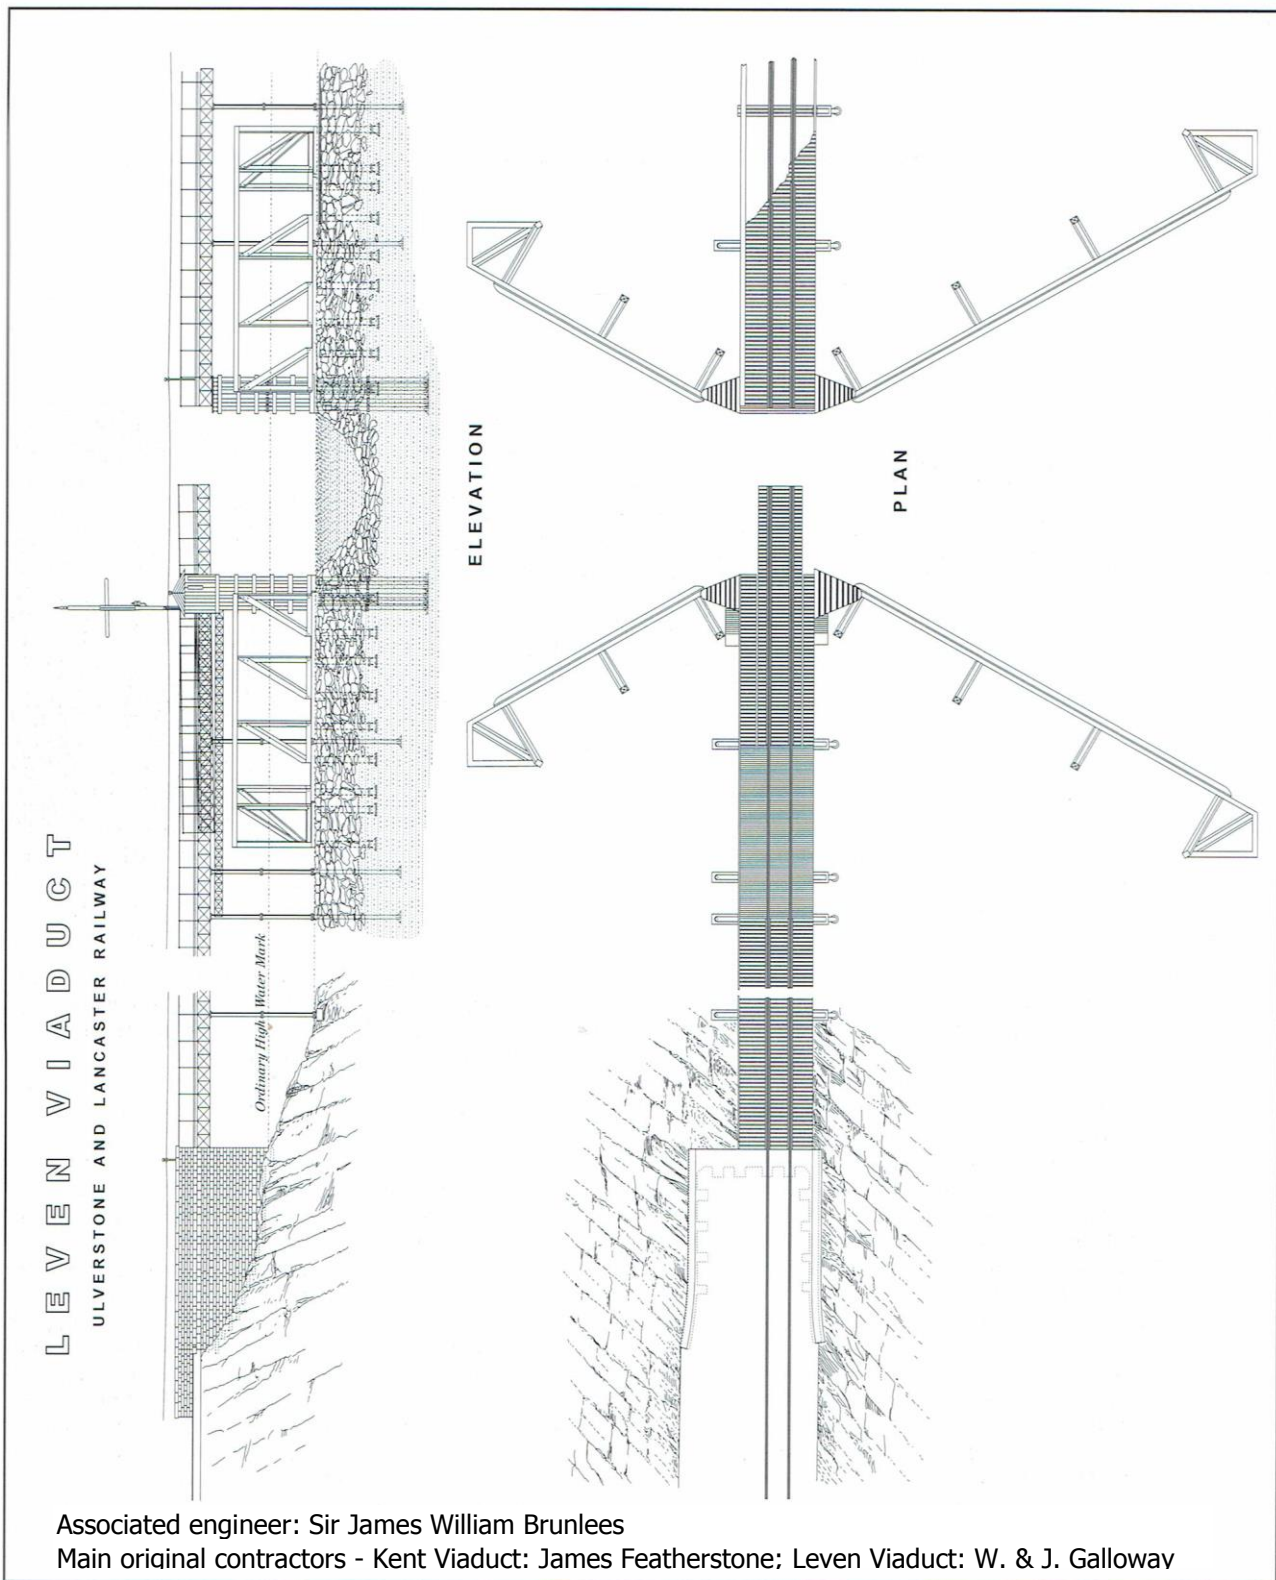 LEVEN VIADUCT
ULVERSTONE AND LANCASTER RAILWAY
Ordinary High Water Mark
ELEVATION
PLAN
Associated engineer: Sir James William Brunlees
Main original contractors - Kent Viaduct: James Featherstone; Leven Viaduct: W. & J. Galloway